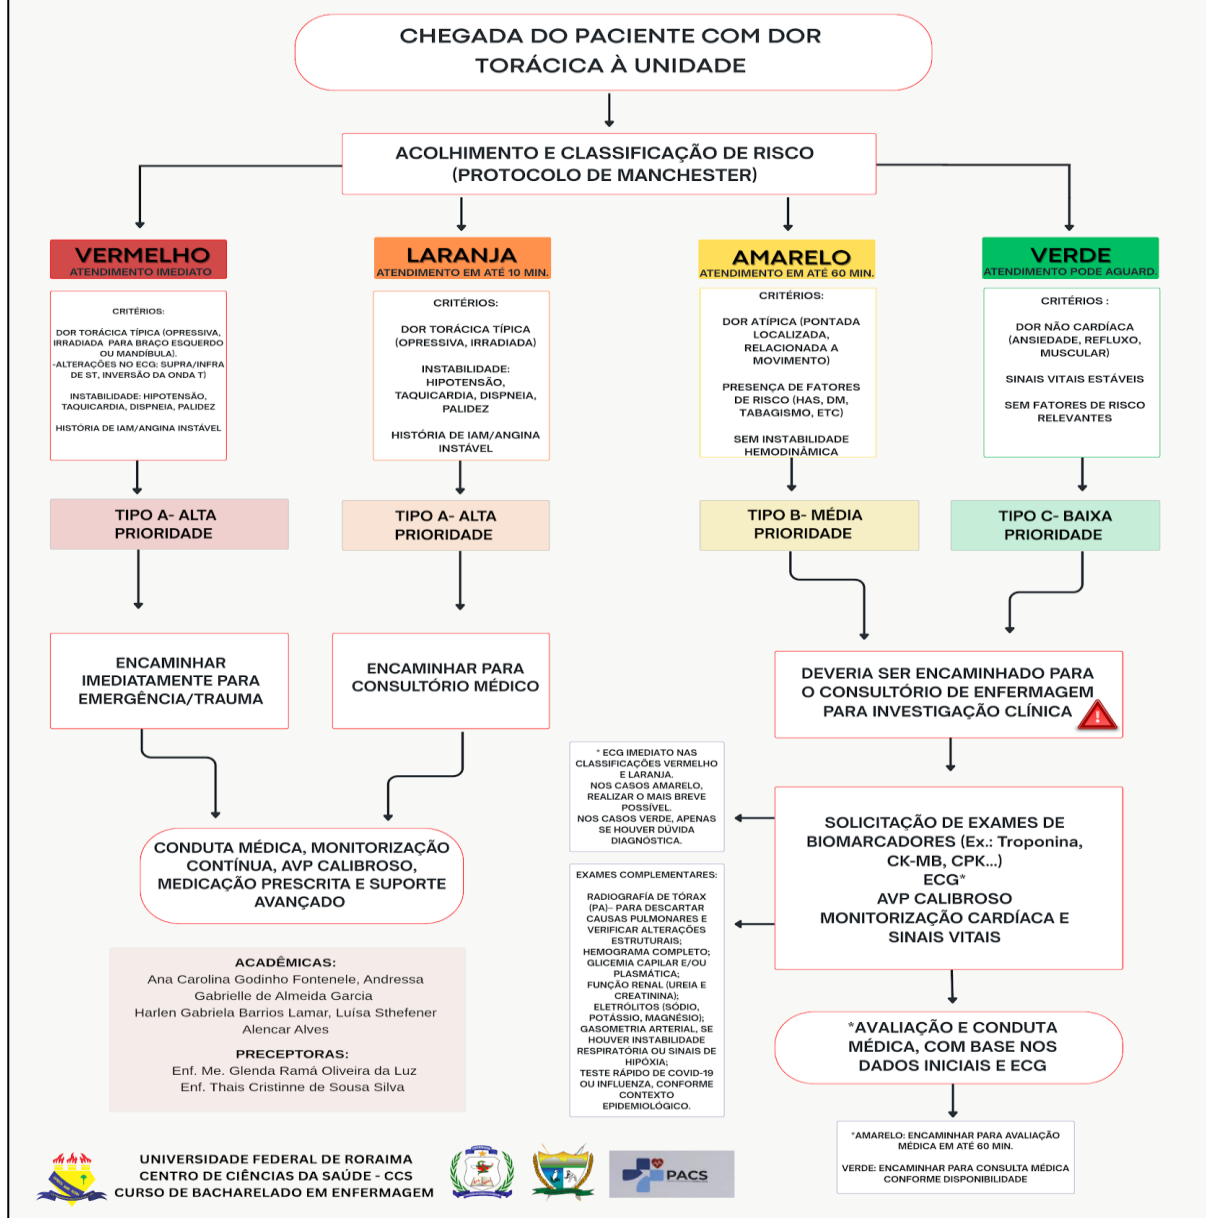 CHEGADA DO PACIENTE COM DOR
TORÁCICA À UNIDADE
ACOLHIMENTO E CLASSIFICAÇÃO DE RISCO
(PROTOCOLO DE MANCHESTER)
VERMELHO
ATENDIMENTO IMEDIATO
CRITÉRIOS:
DOR TORÁCICA TÍPICA (OPRESSIVA,
IRRADIADA PARA BRAÇO ESQUERDO
OU MANDÍBULA).
-ALTERAÇÕES NO ECG: SUPRA/INFRA
DE ST, INVERSÃO DA ONDA T)
INSTABILIDADE: HIPOTENSÃO,
TAQUICARDIA, DISPNEIA, PALIDEZ
HISTÓRIA DE IAM/ANGINA INSTÁVEL
TIPO A- ALTA
PRIORIDADE
ENCAMINHAR
IMEDIATAMENTE PARA
EMERGÊNCIA/TRAUMA
LARANJA
ATENDIMENTO EM ATÉ 10 MIN.
CRITÉRIOS:
DOR TORÁCICA TÍPICA
(OPRESSIVA, IRRADIADA)
INSTABILIDADE:
HIPOTENSÃO,
TAQUICARDIA, DISPNEIA,
PALIDEZ
HISTÓRIA DE IAM/ANGINA
INSTÁVEL
TIPO A- ALTA
PRIORIDADE
ENCAMINHAR PARA
CONSULTÓRIO MÉDICO
CONDUTA MÉDICA, MONITORIZAÇÃO
CONTÍNUA, AVP CALIBROSO,
MEDICAÇÃO PRESCRITA E SUPORTE
AVANÇADO
AMARELO
ATENDIMENTO EM ATÉ 60 MIN.
CRITÉRIOS:
DOR ATÍPICA (PONTADA
LOCALIZADA,
RELACIONADA A
MOVIMENTO)
PRESENÇA DE FATORES
DE RISCO (HAS, DM,
TABAGISMO, ETC)
SEM INSTABILIDADE
HEMODINÂMICA
TIPO B- MÉDIA
PRIORIDADE
VERDE
ATENDIMENTO PODE AGUARD.
CRITÉRIOS :
DOR NÃO CARDÍACA
(ANSIEDADE, REFLUXO,
MUSCULAR)
SINAIS VITAIS ESTÁVEIS
SEM FATORES DE RISCO
RELEVANTES
TIPO C- BAIXA
PRIORIDADE
DEVERIA SER ENCAMINHADO PARA
O CONSULTÓRIO DE ENFERMAGEM
PARA INVESTIGAÇÃO CLÍNICA
!
SOLICITAÇÃO DE EXAMES DE
BIOMARCADORES (Ex.: Troponina,
CK-MB, CPK...)
ECG*
AVP CALIBROSO
MONITORIZAÇÃO CARDÍACA E
SINAIS VITAIS
* ECG IMEDIATO NAS
CLASSIFICAÇÕES VERMELHO
E LARANJA.
NOS CASOS AMARELO,
REALIZAR O MAIS BREVE
POSSÍVEL.
NOS CASOS VERDE, APENAS
SE HOUVER DÚVIDA
DIAGNÓSTICA.
EXAMES COMPLEMENTARES:
RADIOGRAFÍA DE TÓRAX
(PA)– PARA DESCARTAR
CAUSAS PULMONARES E
VERIFICAR ALTERAÇÕES
ESTRUTURAIS;
HEMOGRAMA COMPLETO;
GLICEMIA CAPILAR E/OU
PLASMÁTICA;
FUNÇÃO RENAL (UREIA E
CREATININA);
ELETRÓLITOS (SÓDIO,
POTÁSSIO, MAGNÉSIO);
GASOMETRIA ARTERIAL, SE
HOUVER INSTABILIDADE
RESPIRATÓRIA OU SINAIS DE
HIPÓXIA;
TESTE RÁPIDO DE COVID-19
OU INFLUENZA, CONFORME
CONTEXTO
EPIDEMIOLÓGICO.
*AVALIAÇÃO E CONDUTA
MÉDICA, COM BASE NOS
DADOS INICIAIS E ECG
*AMARELO: ENCAMINHAR PARA AVALIAÇÃO
MÉDICA EM ATÉ 60 MIN.
VERDE: ENCAMINHAR PARA CONSULTA MÉDICA
CONFORME DISPONIBILIDADE
ACADÊMICAS:
Ana Carolina Godinho Fontenele, Andressa
Gabrielle de Almeida Garcia
Harlen Gabriela Barrios Lamar, Luísa Sthefener
Alencar Alves
PRECEPTORAS:
Enf. Me. Glenda Ramá Oliveira da Luz
Enf. Thais Cristinne de Sousa Silva
UNIVERSIDADE FEDERAL DE RORAIMA
CENTRO DE CIÊNCIAS DA SAÚDE - CCS
CURSO DE BACHARELADO EM ENFERMAGEM
PACS